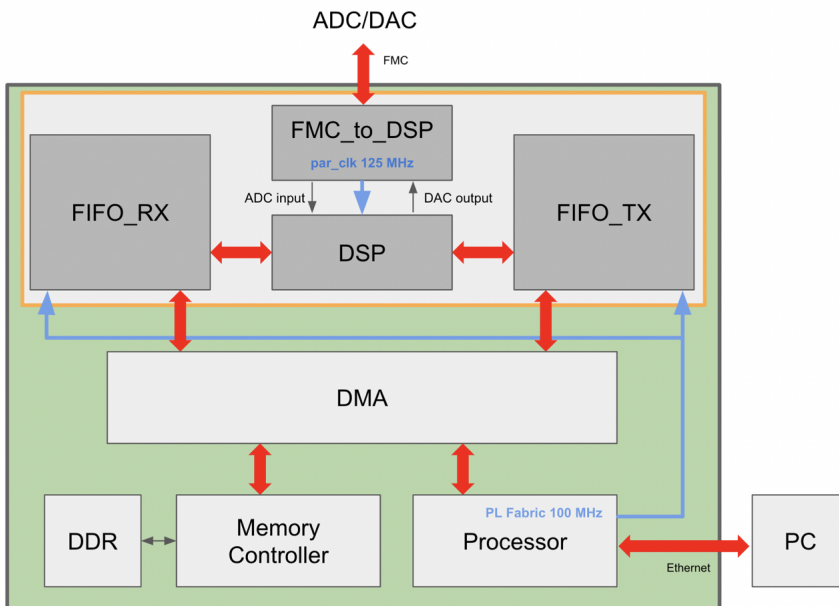 ADC/DAC
FMC
FMC_to_DSP
par_clk 125 MHz
FIFO_RX
ADC input
DAC output
FIFO_TX
DSP
DMA
PL Fabric 100 MHz
DDR
Memory
Controller
Processor
PC
Ethernet